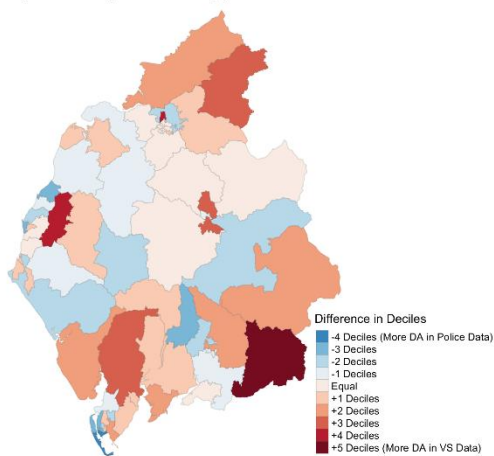 Difference in Deciles
-4 Deciles (More DA in Police Data)
-3 Deciles
-2 Deciles
-1 Deciles
Equal
+1 Deciles
+2 Deciles
+3 Deciles
+4 Deciles
+5 Deciles (More DA in VS Data)